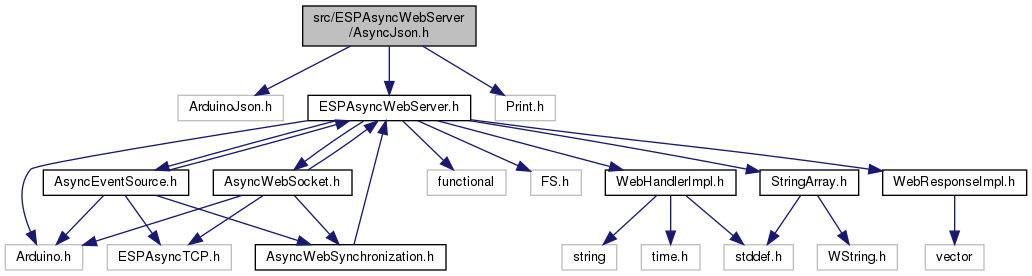 src/ESPAsyncWebServer
/AsyncJson.h
ArduinoJson.h
ESPAsyncWebServer.h
Print.h
AsyncEventSource.h
AsyncWebSocket.h
functional
FS.h
WebHandlerImpl.h
StringArray.h
WebResponseImpl.h
Arduino.h
ESPAsyncTCP.h
AsyncWebSynchronization.h
string
time.h
stddef.h
WString.h
vector